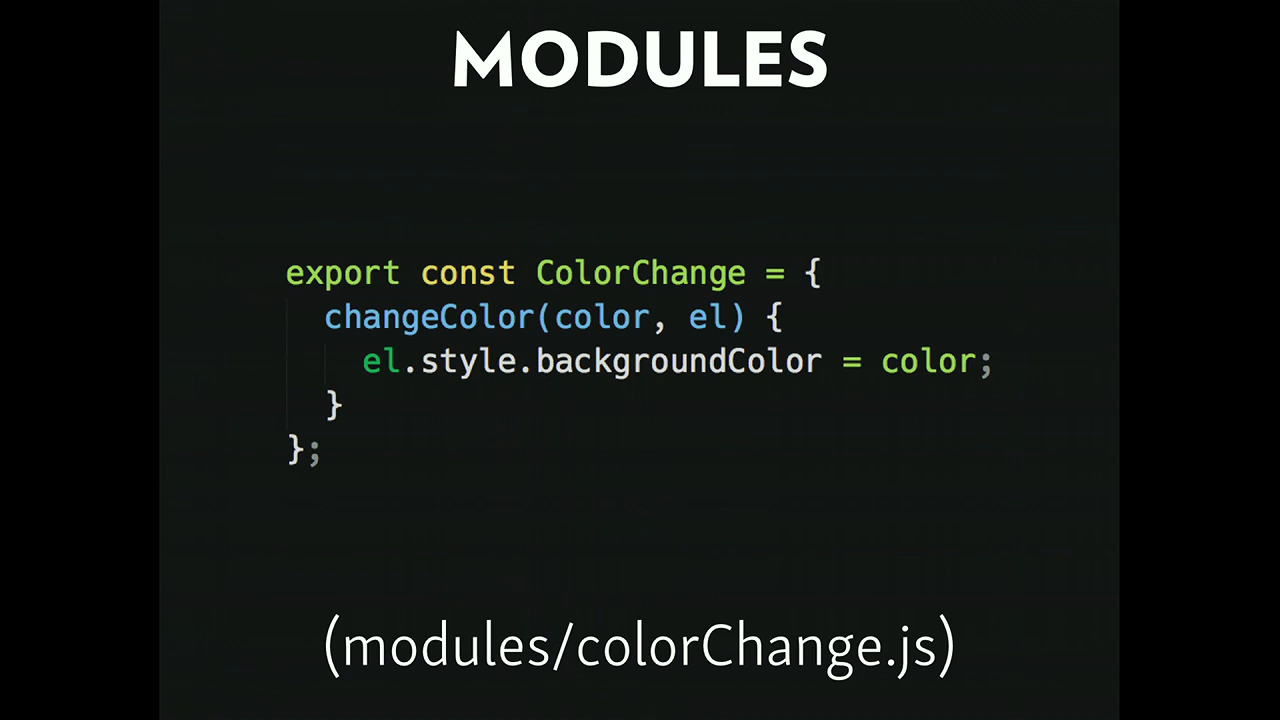 MODULES
export const ColorChange = {
  changeColor(color, el) {
    el.style.backgroundColor = color;
  }
};
(modules/colorChange.js)